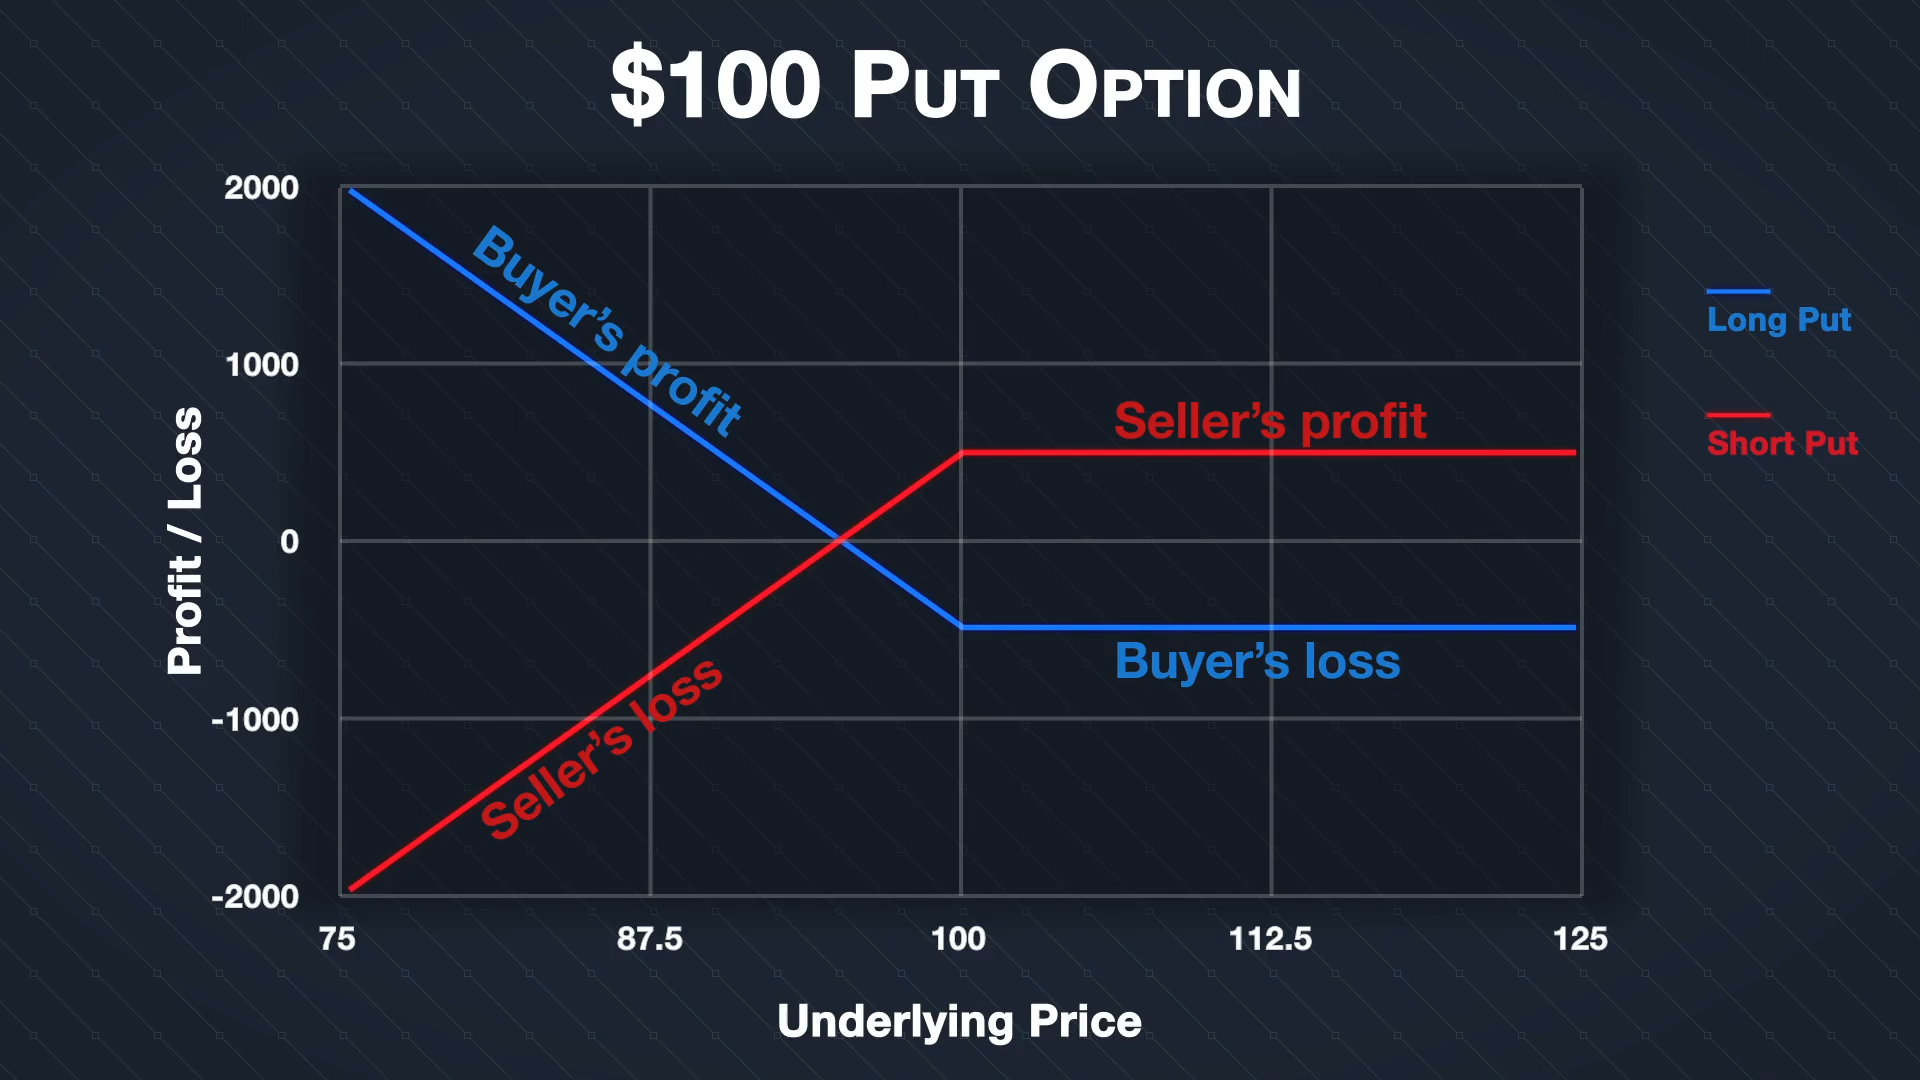 $100 Put Option
2000
1000
0
-1000
-2000
Profit / Loss
75
87.5
100
112.5
125
Underlying Price
Buyer’s profit
Seller’s profit
Buyer’s loss
Seller’s loss
Long Put
Short Put